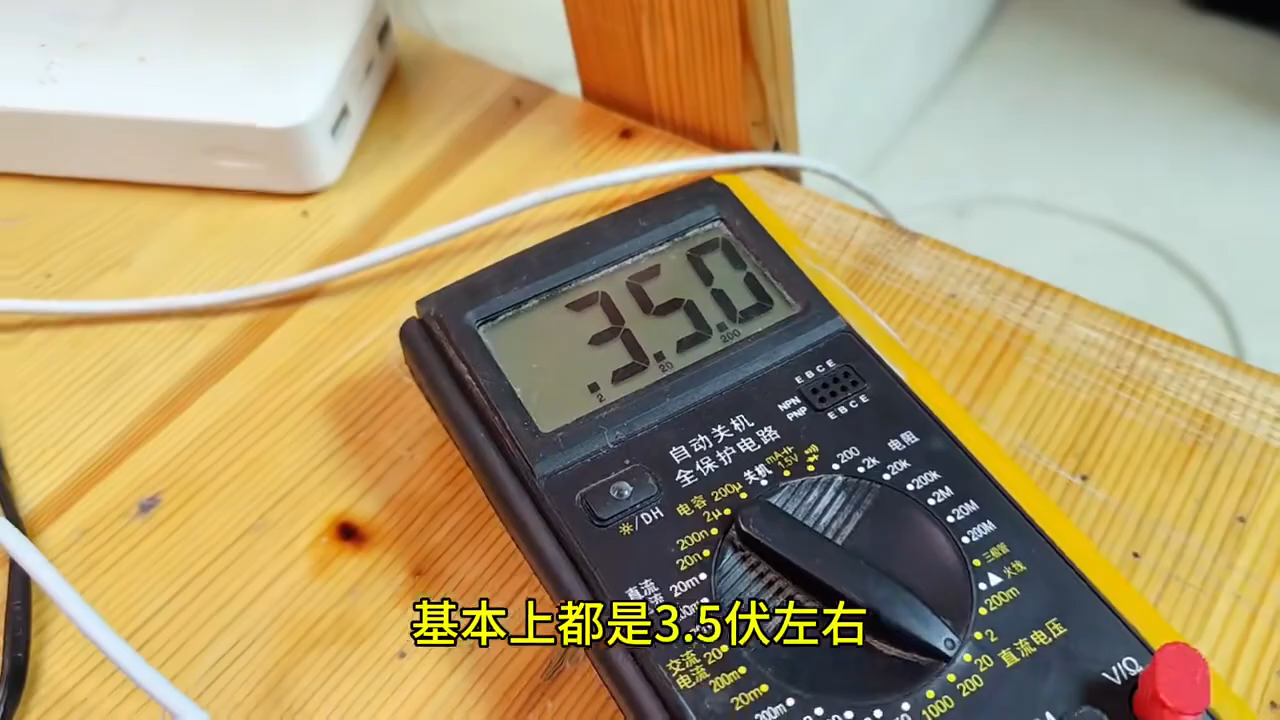 .3.5.0
2
20
200
E B C E
NPN
PNP
E B C E
自动关机
全保护电路
/DH
电容
200μ
2μ
200n
20n
关机
1.5V
200
2k
20k
200k
2M
20M
200M
电阻
三极管
火线
200m
2
20
200
1000
直流电压
直流
20m
交流
电流
20
200m
20m
200m
V/Ω
基本上都是3.5伏左右